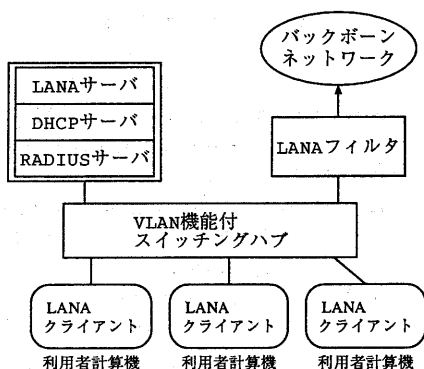 バックボーン
ネットワーク
LANAサーバ
DHCPサーバ
RADIUSサーバ
LANAフィルタ
VLAN機能付
スイッチングハブ
LANA
クライアント
LANA
クライアント
LANA
クライアント
利用者計算機
利用者計算機
利用者計算機